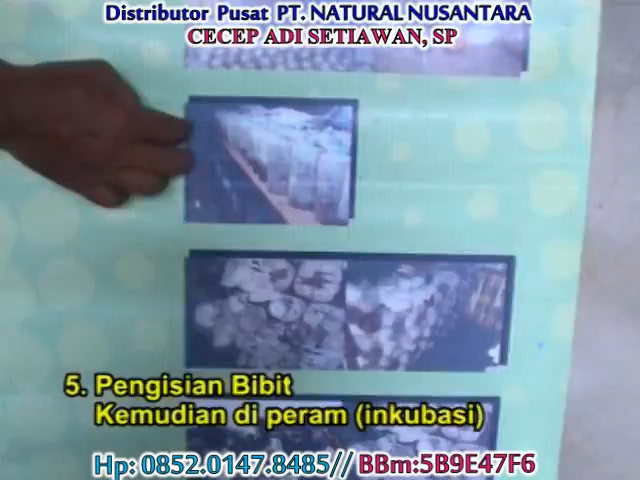 Distributor Pusat PT. NATURAL NUSANTARA
CECEP ADI SETIAWAN, SP
5. Pengisian Bibit
Kemudian di peram (inkubasi)
Hp: 0852.0147.8485// BBm:5B9E47F6